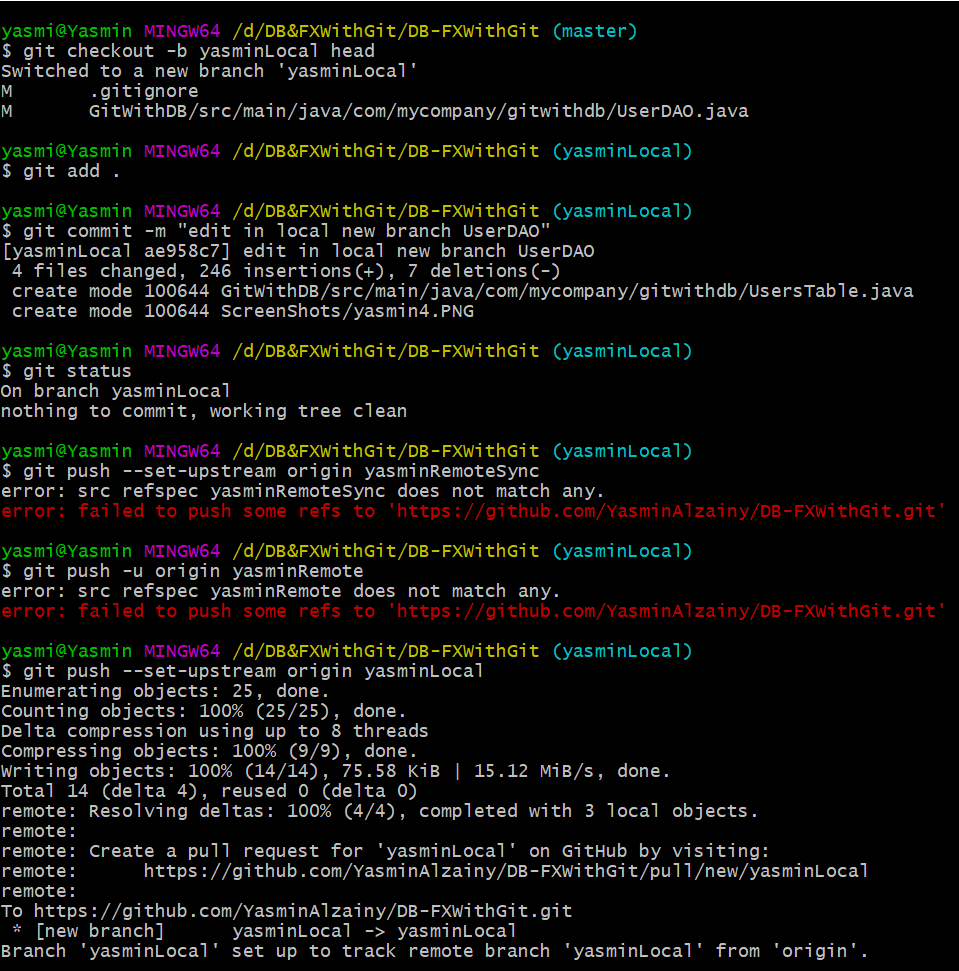 yasmi@Yasmin MINGW64 /d/DB&FXWithGit/DB-FXWithGit (master)
$ git checkout -b yasminLocal head
Switched to a new branch 'yasminLocal'
M       .gitignore
M       GitWithDB/src/main/java/com/mycompany/gitwithdb/UserDAO.java
yasmi@Yasmin MINGW64 /d/DB&FXWithGit/DB-FXWithGit (yasminLocal)
$ git add .
yasmi@Yasmin MINGW64 /d/DB&FXWithGit/DB-FXWithGit (yasminLocal)
$ git commit -m "edit in local new branch UserDAO"
[yasminLocal ae958c7] edit in local new branch UserDAO
 4 files changed, 246 insertions(+), 7 deletions(-)
 create mode 100644 GitWithDB/src/main/java/com/mycompany/gitwithdb/UsersTable.java
 create mode 100644 ScreenShots/yasmin4.PNG
yasmi@Yasmin MINGW64 /d/DB&FXWithGit/DB-FXWithGit (yasminLocal)
$ git status
On branch yasminLocal
nothing to commit, working tree clean
yasmi@Yasmin MINGW64 /d/DB&FXWithGit/DB-FXWithGit (yasminLocal)
$ git push --set-upstream origin yasminRemoteSync
error: src refspec yasminRemoteSync does not match any.
error: failed to push some refs to 'https://github.com/YasminAlzainy/DB-FXWithGit.git'
yasmi@Yasmin MINGW64 /d/DB&FXWithGit/DB-FXWithGit (yasminLocal)
$ git push -u origin yasminRemote
error: src refspec yasminRemote does not match any.
error: failed to push some refs to 'https://github.com/YasminAlzainy/DB-FXWithGit.git'
yasmi@Yasmin MINGW64 /d/DB&FXWithGit/DB-FXWithGit (yasminLocal)
$ git push --set-upstream origin yasminLocal
Enumerating objects: 25, done.
Counting objects: 100% (25/25), done.
Delta compression using up to 8 threads
Compressing objects: 100% (9/9), done.
Writing objects: 100% (14/14), 75.58 KiB | 15.12 MiB/s, done.
Total 14 (delta 4), reused 0 (delta 0)
remote: Resolving deltas: 100% (4/4), completed with 3 local objects.
remote:
remote: Create a pull request for 'yasminLocal' on GitHub by visiting:
remote:      https://github.com/YasminAlzainy/DB-FXWithGit/pull/new/yasminLocal
remote:
To https://github.com/YasminAlzainy/DB-FXWithGit.git
 * [new branch]      yasminLocal -> yasminLocal
Branch 'yasminLocal' set up to track remote branch 'yasminLocal' from 'origin'.